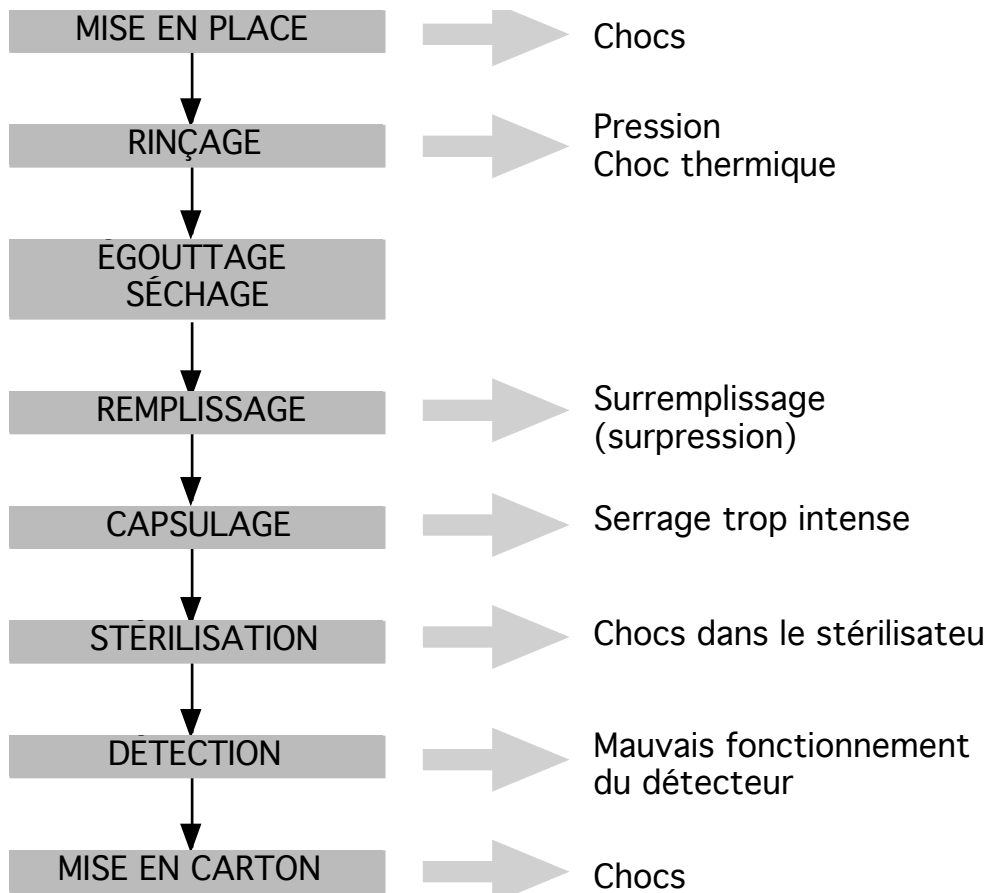 MISE EN PLACE
Chocs
RINÇAGE
Pression
Choc thermique
ÉGOUTTAGE
SÉCHAGE
REMPLISSAGE
Surremplissage
(surpression)
CAPSULAGE
Serrage trop intense
STÉRILISATION
Chocs dans le stérilisateu
DÉTECTION
Mauvais fonctionnement
du détecteur
MISE EN CARTON
Chocs